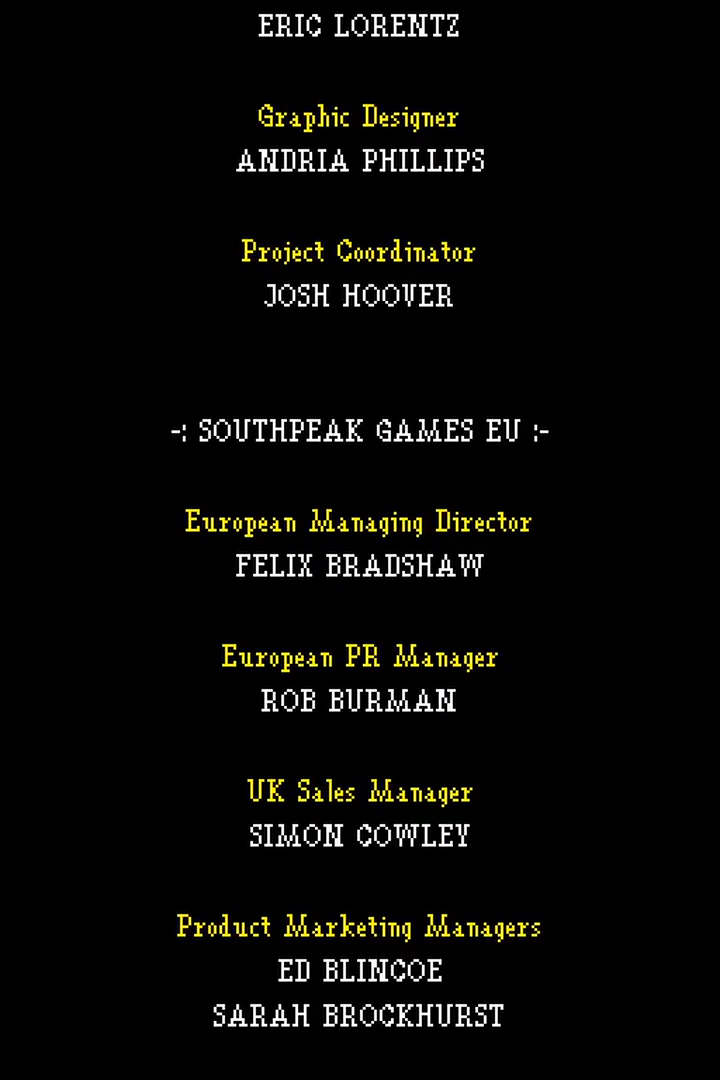 ERIC LORENTZ
Graphic Designer
ANDRIA PHILLIPS
Project Coordinator
JOSH HOOVER
-: SOUTHPEAK GAMES EU :-
European Managing Director
FELIX BRADSHAW
European PR Manager
ROB BURMAN
UK Sales Manager
SIMON COWLEY
Product Marketing Managers
ED BLINCOE
SARAH BROCKHURST